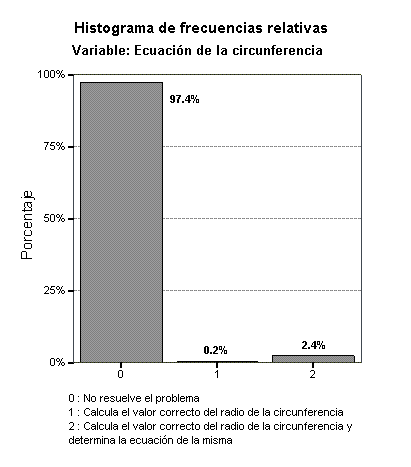 Histograma de frecuencias relativas
Variable: Ecuación de la circunferencia
100%
97.4%
75%
Porcentaje
50%
25%
2.4%
0.2%
0%
0 1 2
0 : No resuelve el problema
1 : Calcula el valor correcto del radio de la circunferencia
2 : Calcula el valor correcto del radio de la circunferencia y
determina la ecuación de la misma